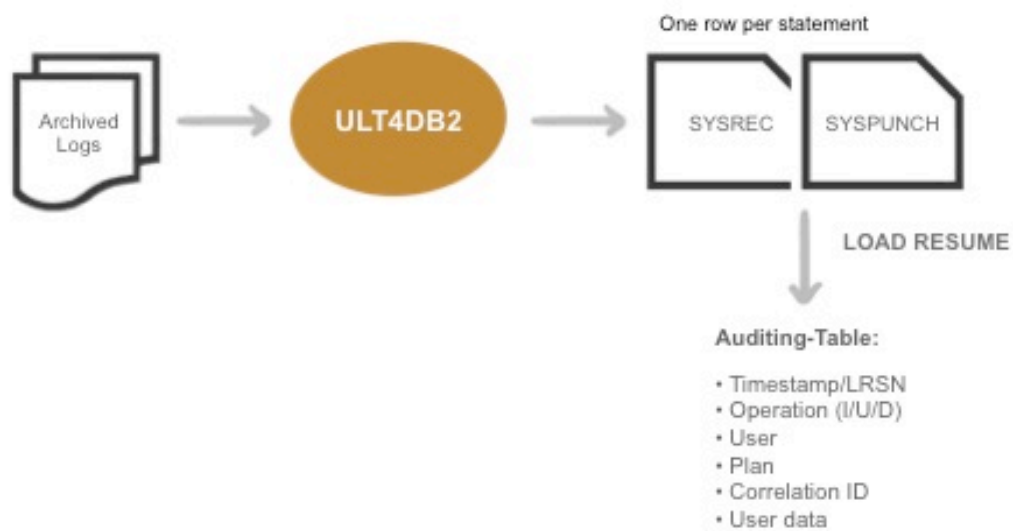 One row per statement
Archived
Logs
ULT4DB2
SYSREC
SYSPUNCH
LOAD RESUME
Auditing-Table:
• Timestamp/LRSN
• Operation (I/U/D)
• User
• Plan
• Correlation ID
• User data